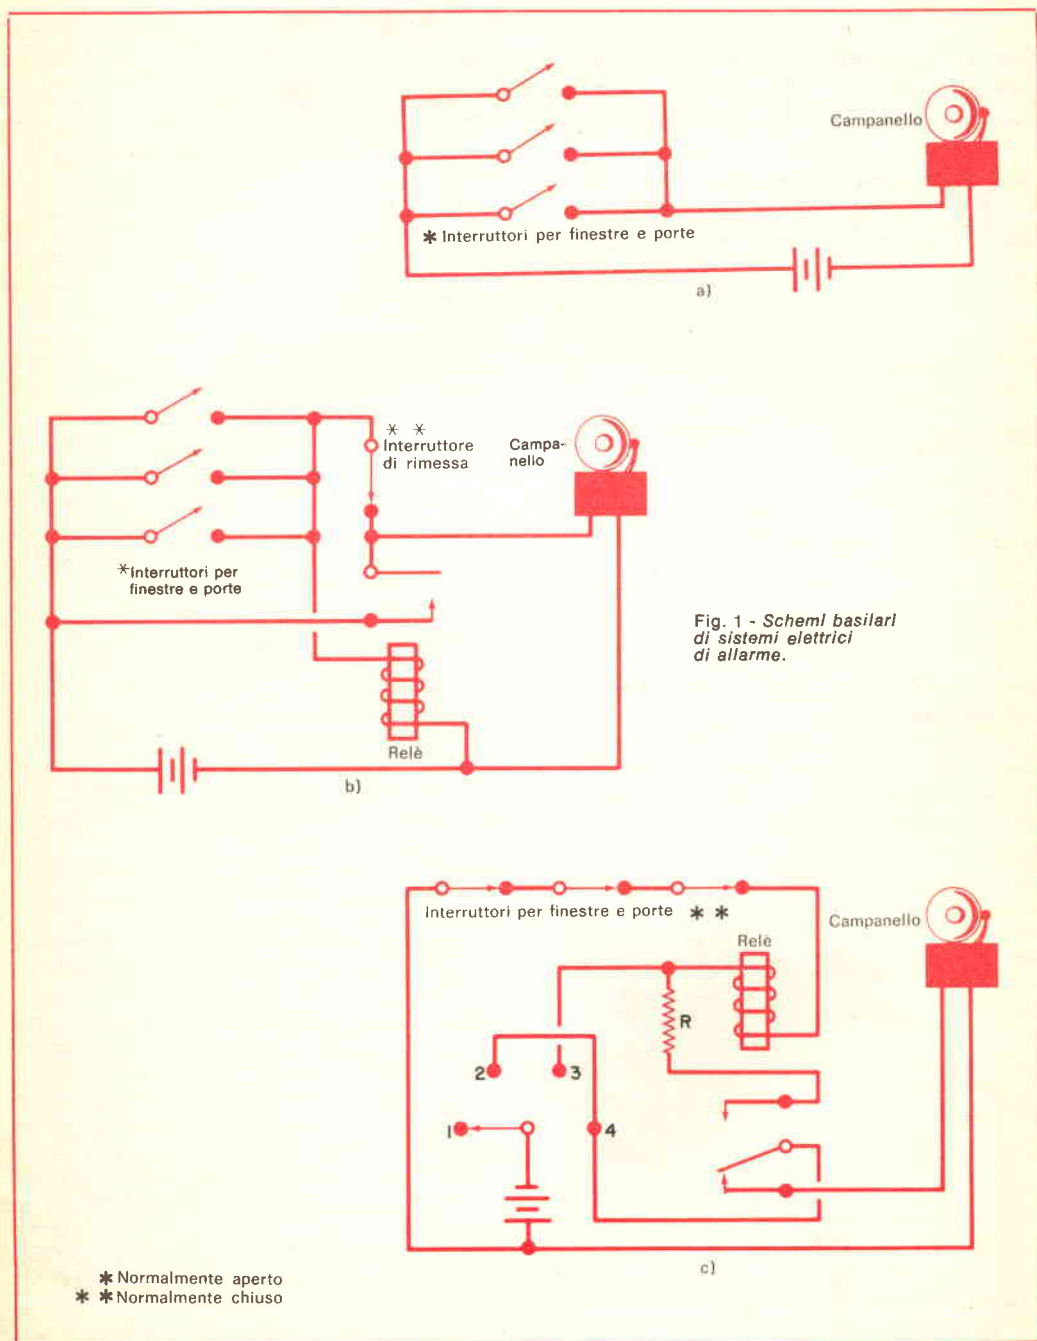 Campanello
* Interruttori per finestre e porte
a)
* *
Interruttore
di rimessa
Campa-
nello
*Interruttori per
finestre e porte
Relè
b)
Fig. 1 - Schemi basilari
di sistemi elettrici
di allarme.
Interruttori per finestre e porte * *
Campanello
Relè
R
2
3
1
4
c)
* Normalmente aperto
* * Normalmente chiuso